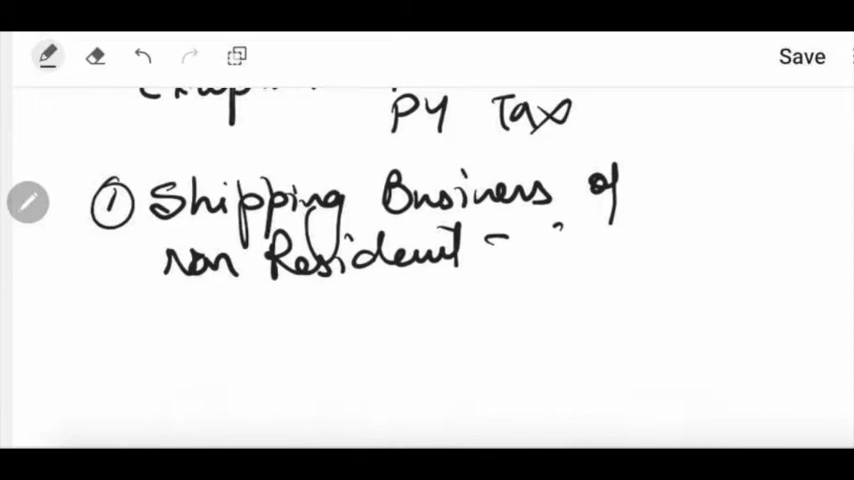 Save
PY Tax
① Shipping Business of
non Resident -